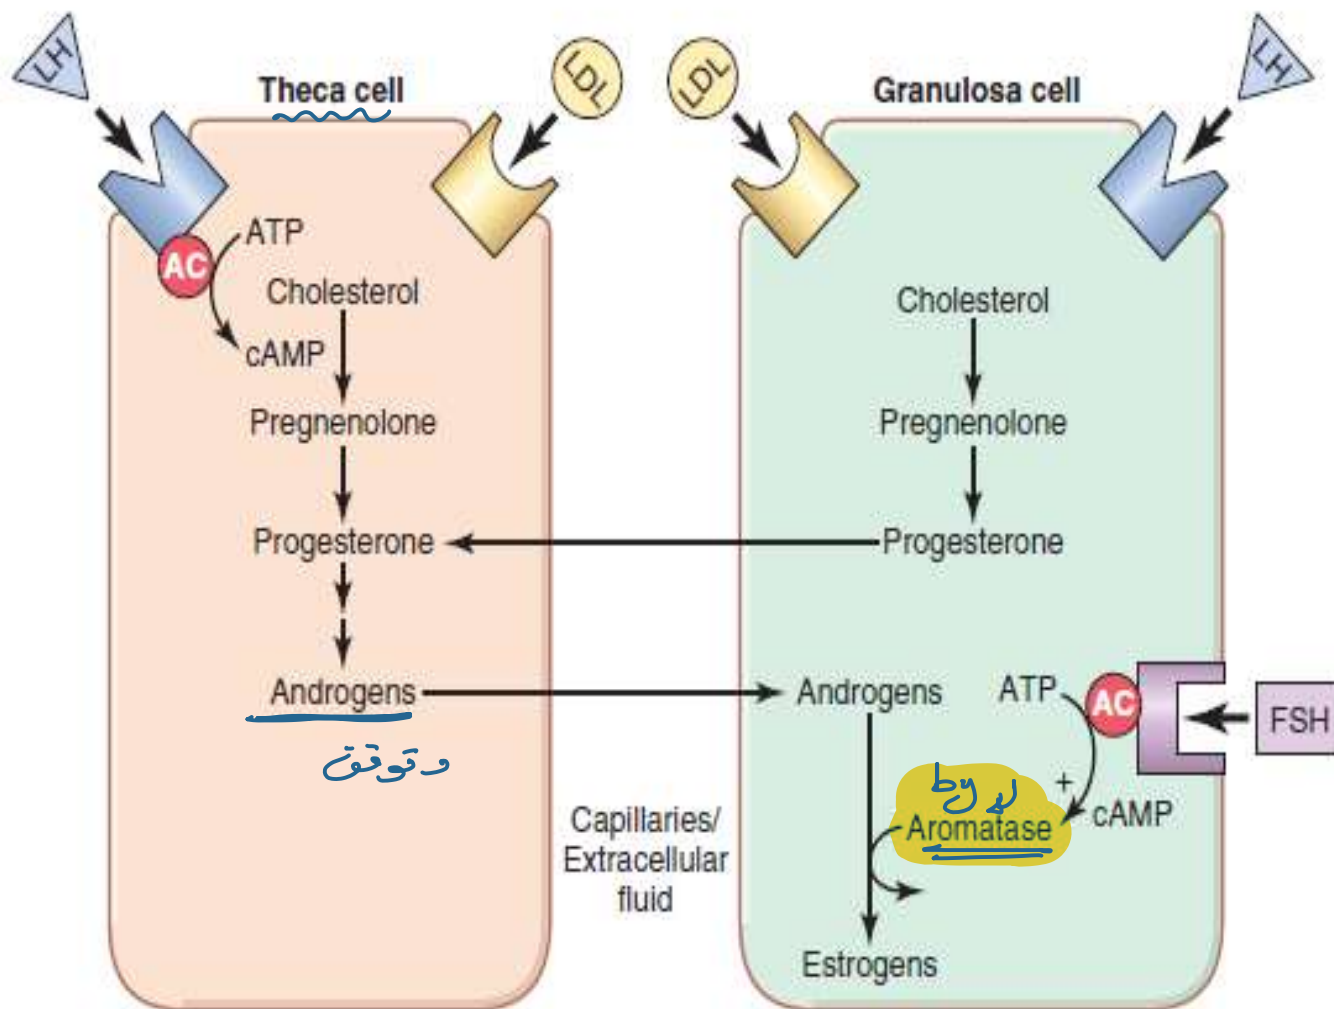 LH
LDL
LDL
LH
Theca cell
Granulosa cell
ATP
AC
Cholesterol
cAMP
Pregnenolone
Progesterone
Androgens
وتوقف
Capillaries/
Extracellular
fluid
Cholesterol
Pregnenolone
Progesterone
Androgens
ATP
AC
FSH
by
+
cAMP
Aromatase
Estrogens